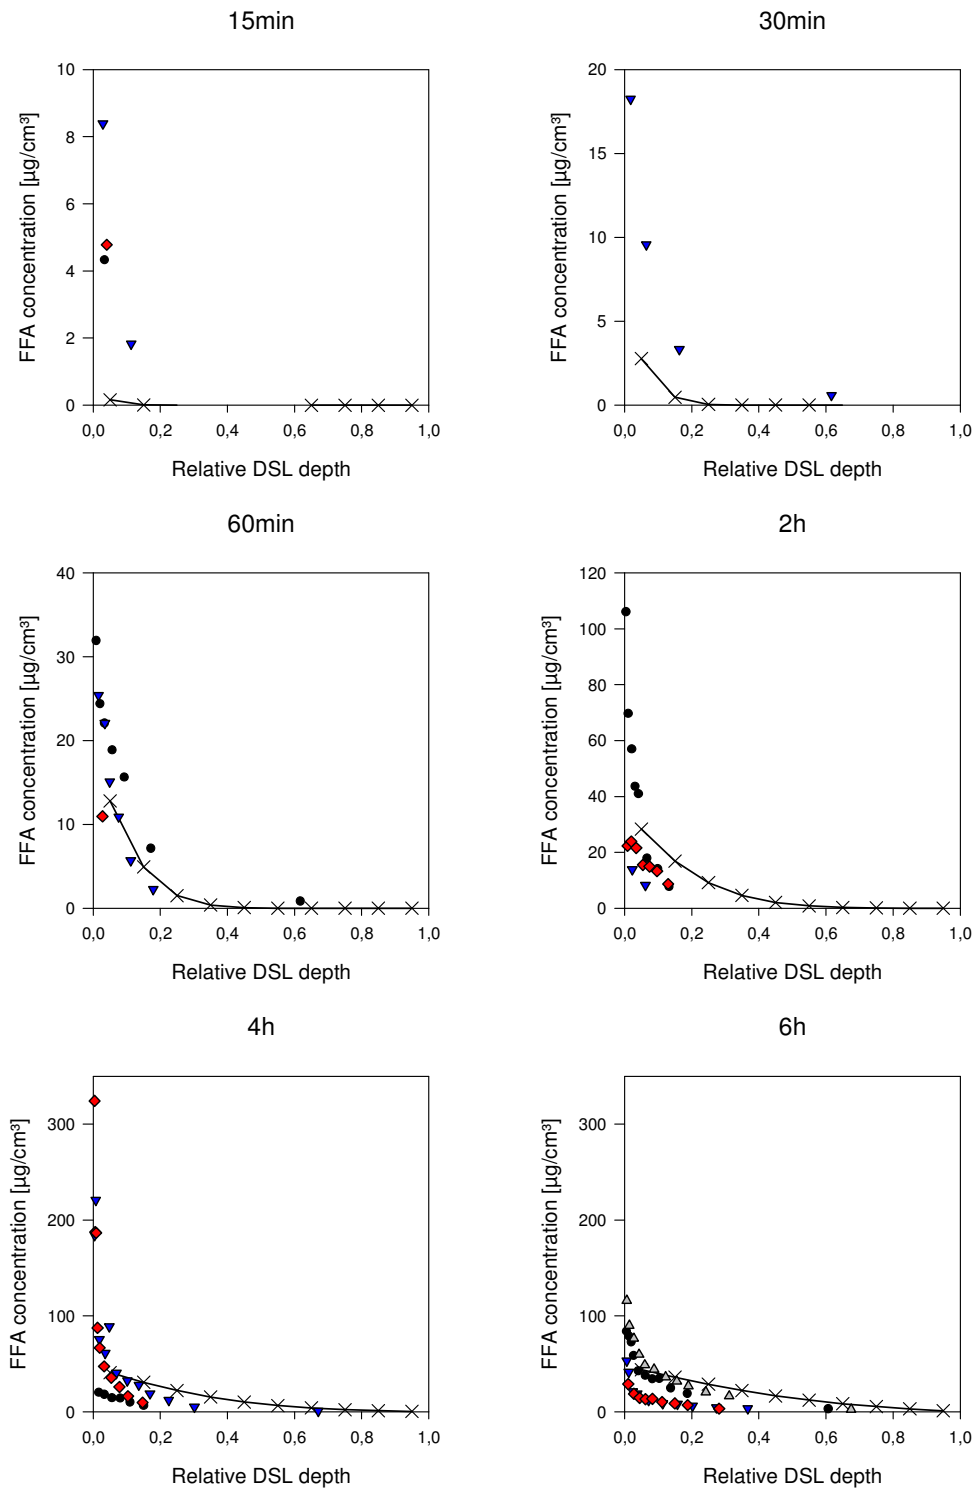 15min
30min
10
8
6
4
2
0
FFA concentration [µg/cm³]
0,0 0,2 0,4 0,6 0,8 1,0
Relative DSL depth
20
15
10
5
0
FFA concentration [µg/cm³]
0,0 0,2 0,4 0,6 0,8 1,0
Relative DSL depth
60min
2h
40
30
20
10
0
FFA concentration [µg/cm³]
0,0 0,2 0,4 0,6 0,8 1,0
Relative DSL depth
120
100
80
60
40
20
0
FFA concentration [µg/cm³]
0,0 0,2 0,4 0,6 0,8 1,0
Relative DSL depth
4h
6h
300
200
100
0
FFA concentration [µg/cm³]
0,0 0,2 0,4 0,6 0,8 1,0
Relative DSL depth
300
200
100
0
FFA concentration [µg/cm³]
0,0 0,2 0,4 0,6 0,8 1,0
Relative DSL depth